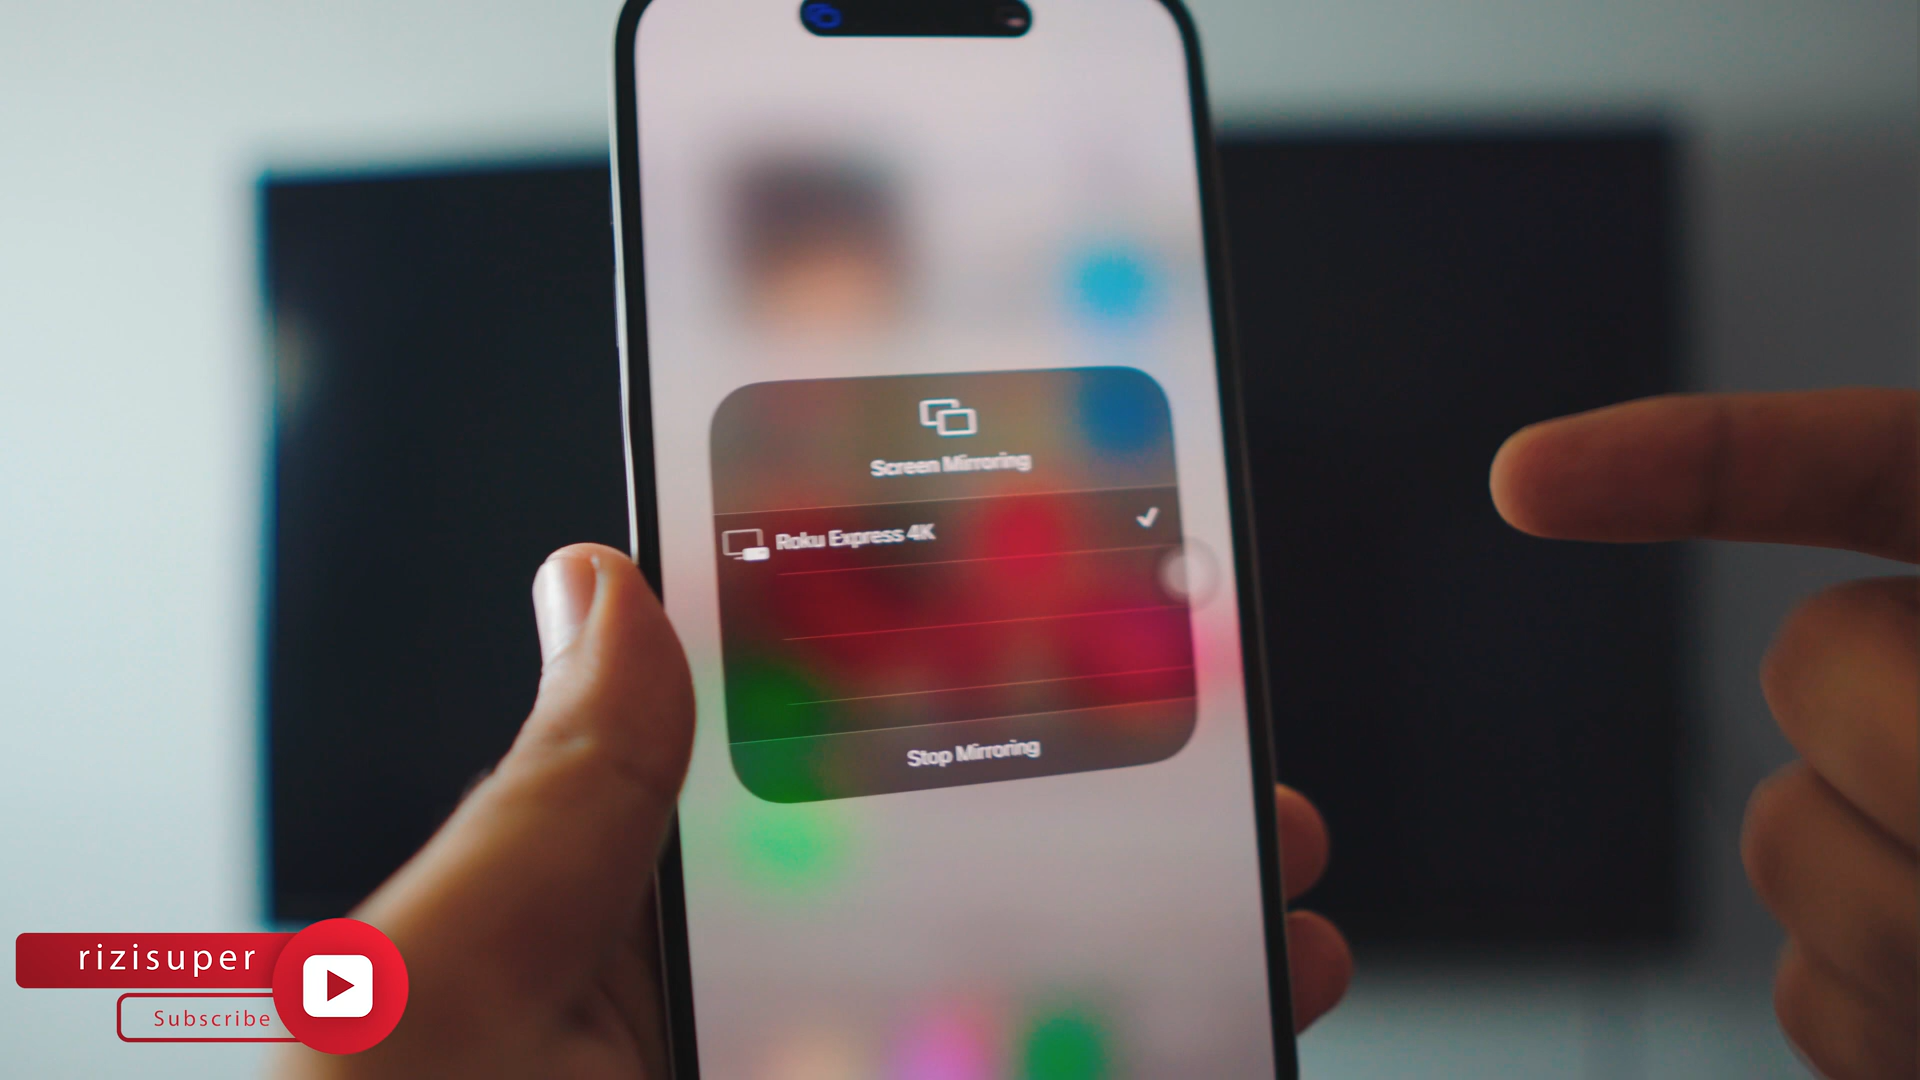 Screen Mirroring
Roku Express 4K
Stop Mirroring
rizisuper
Subscribe